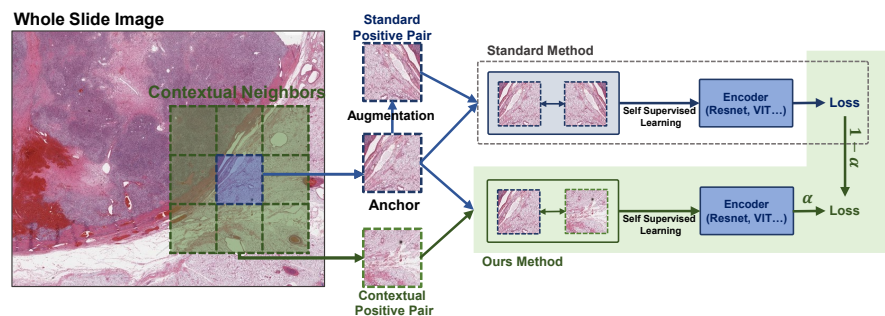 Whole Slide Image
Contextual Neighbors
Standard
Positive Pair
Augmentation
Anchor
Contextual
Positive Pair
Standard Method
Self Supervised
Learning
Encoder
(Resnet, VIT...)
Loss
1 − α
Self Supervised
Learning
Encoder
(Resnet, VIT...)
α
Loss
Ours Method